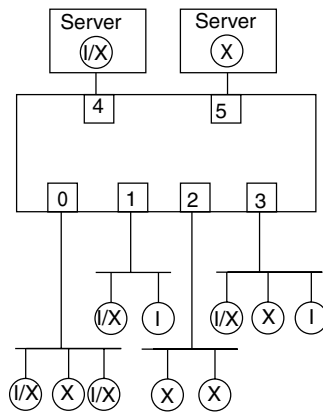 Server Server
I/X X
4 5
0 1 2 3
I/X I I/X X I
I/X X I/X X X